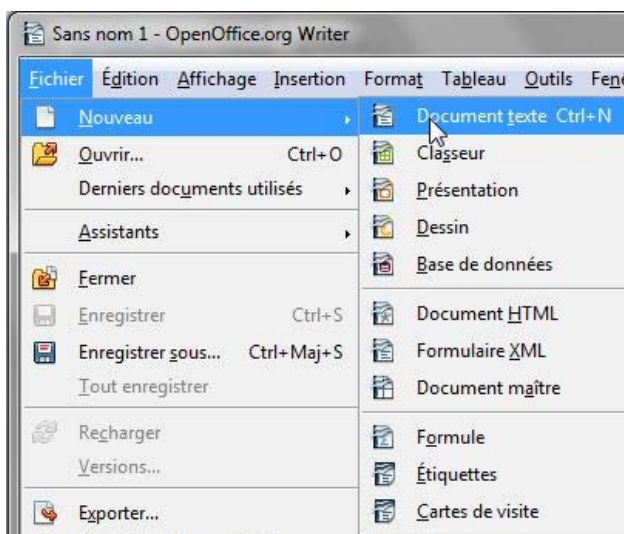 Sans nom 1 - OpenOffice.org Writer
Fichier Édition Affichage Insertion Format Tableau Outils
Nouveau
Ouvrir... Ctrl+O
Derniers documents utilisés
Assistants
Fermer
Enregistrer Ctrl+S
Enregistrer sous... Ctrl+Maj+S
Tout enregistrer
Recharger
Versions...
Exporter...
Document texte Ctrl+N
Classeur
Présentation
Dessin
Base de données
Document HTML
Formulaire XML
Document maître
Formule
Étiquettes
Cartes de visite